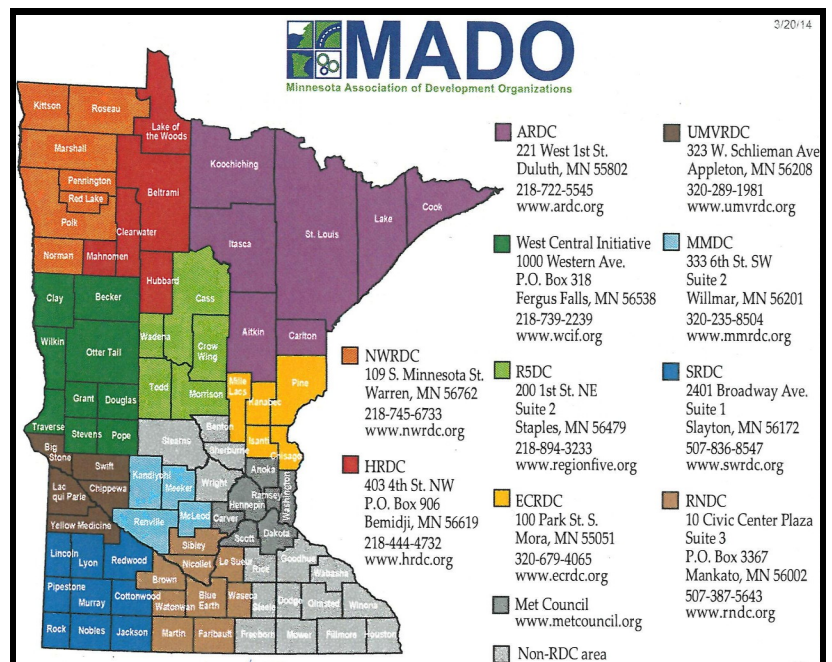 3/20/14
MADO
Minnesota Association of Development Organizations
Kittson
Roseau
Lake of
the Woods
Marshall
Pennington
Red Lake
Polk
Beltrami
Clearwater
Norman
Mahnomen
Hubbard
Koochiching
Itasca
St. Louis
Lake
Cook
Aitkin
Carlton
Clay
Becker
Wilkin
Otter Tall
Grant
Douglas
Traverse
Stevens
Pope
Cass
Wadena
Crow
Wing
Todd
Morrison
Mille
Lacs
Kanabec
Pine
Isanti
Chisago
Benton
Stearns
Sherburne
Wright
Anoka
Ramsey
Hennepin
Washington
Carver
Scott
Dakota
Big
Stone
Swift
Lac
qui Parle
Chippewa
Yellow Medicine
Kandiyohi
Meeker
Renville
McLeod
Sibley
Nicollet
Le Sueur
Brown
Blue
Earth
Waseca
Watonwan
Martin
Faribault
Lincoln
Lyon
Redwood
Pipestone
Murray
Cottonwood
Rock
Nobles
Jackson
Rice
Goodhue
Wabasha
Steele
Dodge
Olmsted
Winona
Freeborn
Mower
Fillmore
Houston
NWRDC
109 S. Minnesota St.
Warren, MN 56762
218-745-6733
www.nwrdc.org
HRDC
403 4th St. NW
P.O. Box 906
Bemidji, MN 56619
218-444-4732
www.hrdc.org
ARDC
221 West 1st St.
Duluth, MN 55802
218-722-5545
www.ardc.org
West Central Initiative
1000 Western Ave.
P.O. Box 318
Fergus Falls, MN 56538
218-739-2239
www.wcif.org
R5DC
200 1st St. NE
Suite 2
Staples, MN 56479
218-894-3233
www.regionfive.org
ECRDC
100 Park St. S.
Mora, MN 55051
320-679-4065
www.ecrdc.org
Met Council
www.metcouncil.org
Non-RDC area
UMVRDC
323 W. Schlieman Ave
Appleton, MN 56208
320-289-1981
www.umvrdc.org
MMDC
333 6th St. SW
Suite 2
Willmar, MN 56201
320-235-8504
www.mmrdc.org
SRDC
2401 Broadway Ave.
Suite 1
Slayton, MN 56172
507-836-8547
www.swrdc.org
RNDC
10 Civic Center Plaza
Suite 3
P.O. Box 3367
Mankato, MN 56002
507-387-5643
www.rndc.org